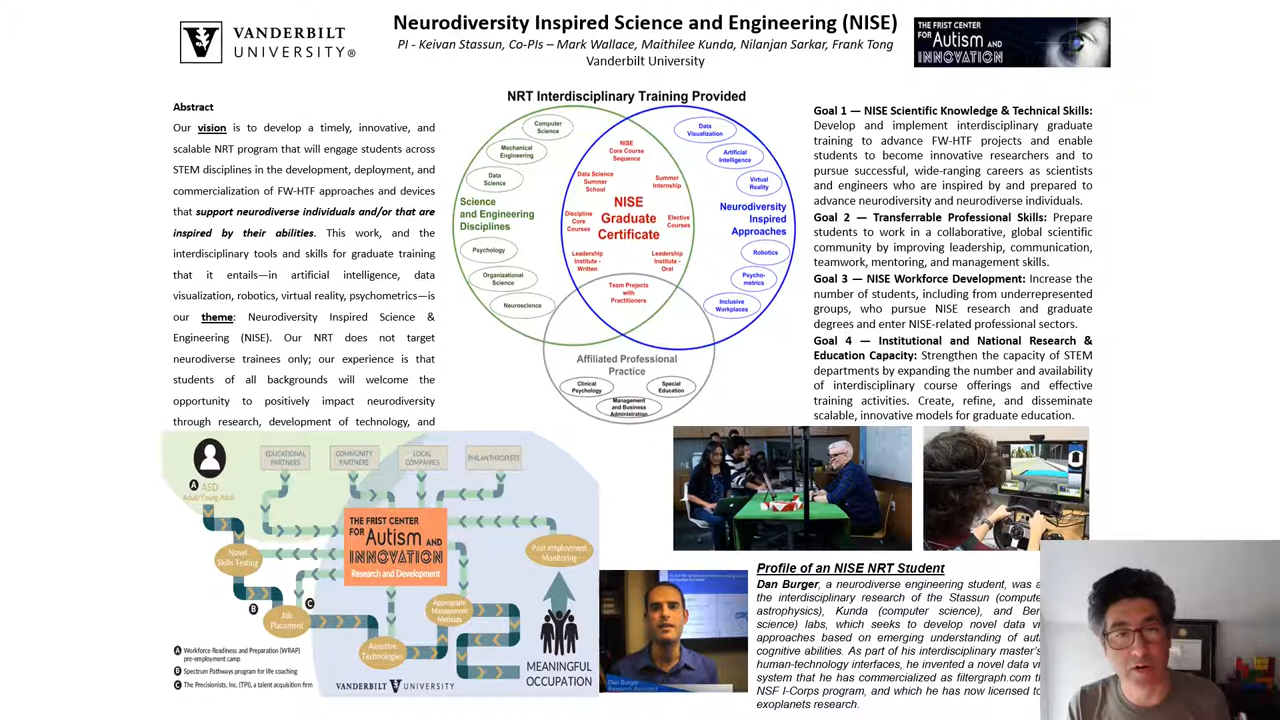 VANDERBILT
UNIVERSITY®
Neurodiversity Inspired Science and Engineering (NISE)
PI - Keivan Stassun, Co-PIs – Mark Wallace, Maithilee Kunda, Nilanjan Sarkar, Frank Tong
Vanderbilt University
THE FRIST CENTER
FOR Autism AND
INNOVATION
Abstract
Our vision is to develop a timely, innovative, and
scalable NRT program that will engage students across
STEM disciplines in the development, deployment, and
commercialization of FW-HTF approaches and devices
that support neurodiverse individuals and/or that are
inspired by their abilities. This work, and the
interdisciplinary tools and skills for graduate training
that it entails—in artificial intelligence, data
visualization, robotics, virtual reality, psychometrics—is
our theme: Neurodiversity Inspired Science &
Engineering (NISE). Our NRT does not target
neurodiverse trainees only; our experience is that
students of all backgrounds will welcome the
opportunity to positively impact neurodiversity
through research, development of technology, and
NRT Interdisciplinary Training Provided
Computer
Science
Mechanical
Engineering
Data
Science
Science
and Engineering
Disciplines
Psychology
Organizational
Science
Neuroscience
NISE
Core Course
Sequence
Data Science
Summer
School
Summer
Internship
NISE
Graduate
Certificate
Discipline
Core
Courses
Elective
Courses
Leadership
Institute -
Written
Leadership
Institute -
Oral
Team Projects
with
Practitioners
Data
Visualization
Artificial
Intelligence
Virtual
Reality
Neurodiversity
Inspired
Approaches
Robotics
Psycho-
metrics
Inclusive
Workplaces
Affiliated Professional
Practice
Clinical
Psychology
Special
Education
Management
and Business
Administration
Goal 1 — NISE Scientific Knowledge & Technical Skills:
Develop and implement interdisciplinary graduate
training to advance FW-HTF projects and enable
students to become innovative researchers and to
pursue successful, wide-ranging careers as scientists
and engineers who are inspired by and prepared to
advance neurodiversity and neurodiverse individuals.
Goal 2 — Transferrable Professional Skills: Prepare
students to work in a collaborative, global scientific
community by improving leadership, communication,
teamwork, mentoring, and management skills.
Goal 3 — NISE Workforce Development: Increase the
number of students, including from underrepresented
groups, who pursue NISE research and graduate
degrees and enter NISE-related professional sectors.
Goal 4 — Institutional and National Research &
Education Capacity: Strengthen the capacity of STEM
departments by expanding the number and availability
of interdisciplinary course offerings and effective
training activities. Create, refine, and disseminate
scalable, innovative models for graduate education.
EDUCATIONAL
PARTNERS
COMMUNITY
PARTNERS
LOCAL
COMPANIES
PHILANTHROPISTS
A
ASD
Adult/Young Adult
THE FRIST CENTER
FOR Autism AND
INNOVATION
Research and Development
Novel
Skills Testing
Post employment
Monitoring
B
C
Job
Placement
Appropriate
Management
Methods
Assistive
Technologies
MEANINGFUL
OCCUPATION
A Workforce Readiness and Preparation (WRAP)
pre-employment camp
B Spectrum Pathways program for life coaching
C The Precisionists, Inc. (TPI), a talent acquisition firm
VANDERBILT UNIVERSITY
Dan Burger
Research Assistant
Profile of an NISE NRT Student
Dan Burger, a neurodiverse engineering student, was a
the interdisciplinary research of the Stassun (compute
astrophysics), Kunda (computer science), and Ber
science) labs, which seeks to develop novel data vi
approaches based on emerging understanding of aut
cognitive abilities. As part of his interdisciplinary master's
human-technology interfaces, he invented a novel data vi
system that he has commercialized as filtergraph.com t
NSF I-Corps program, and which he has now licensed to
exoplanets research.